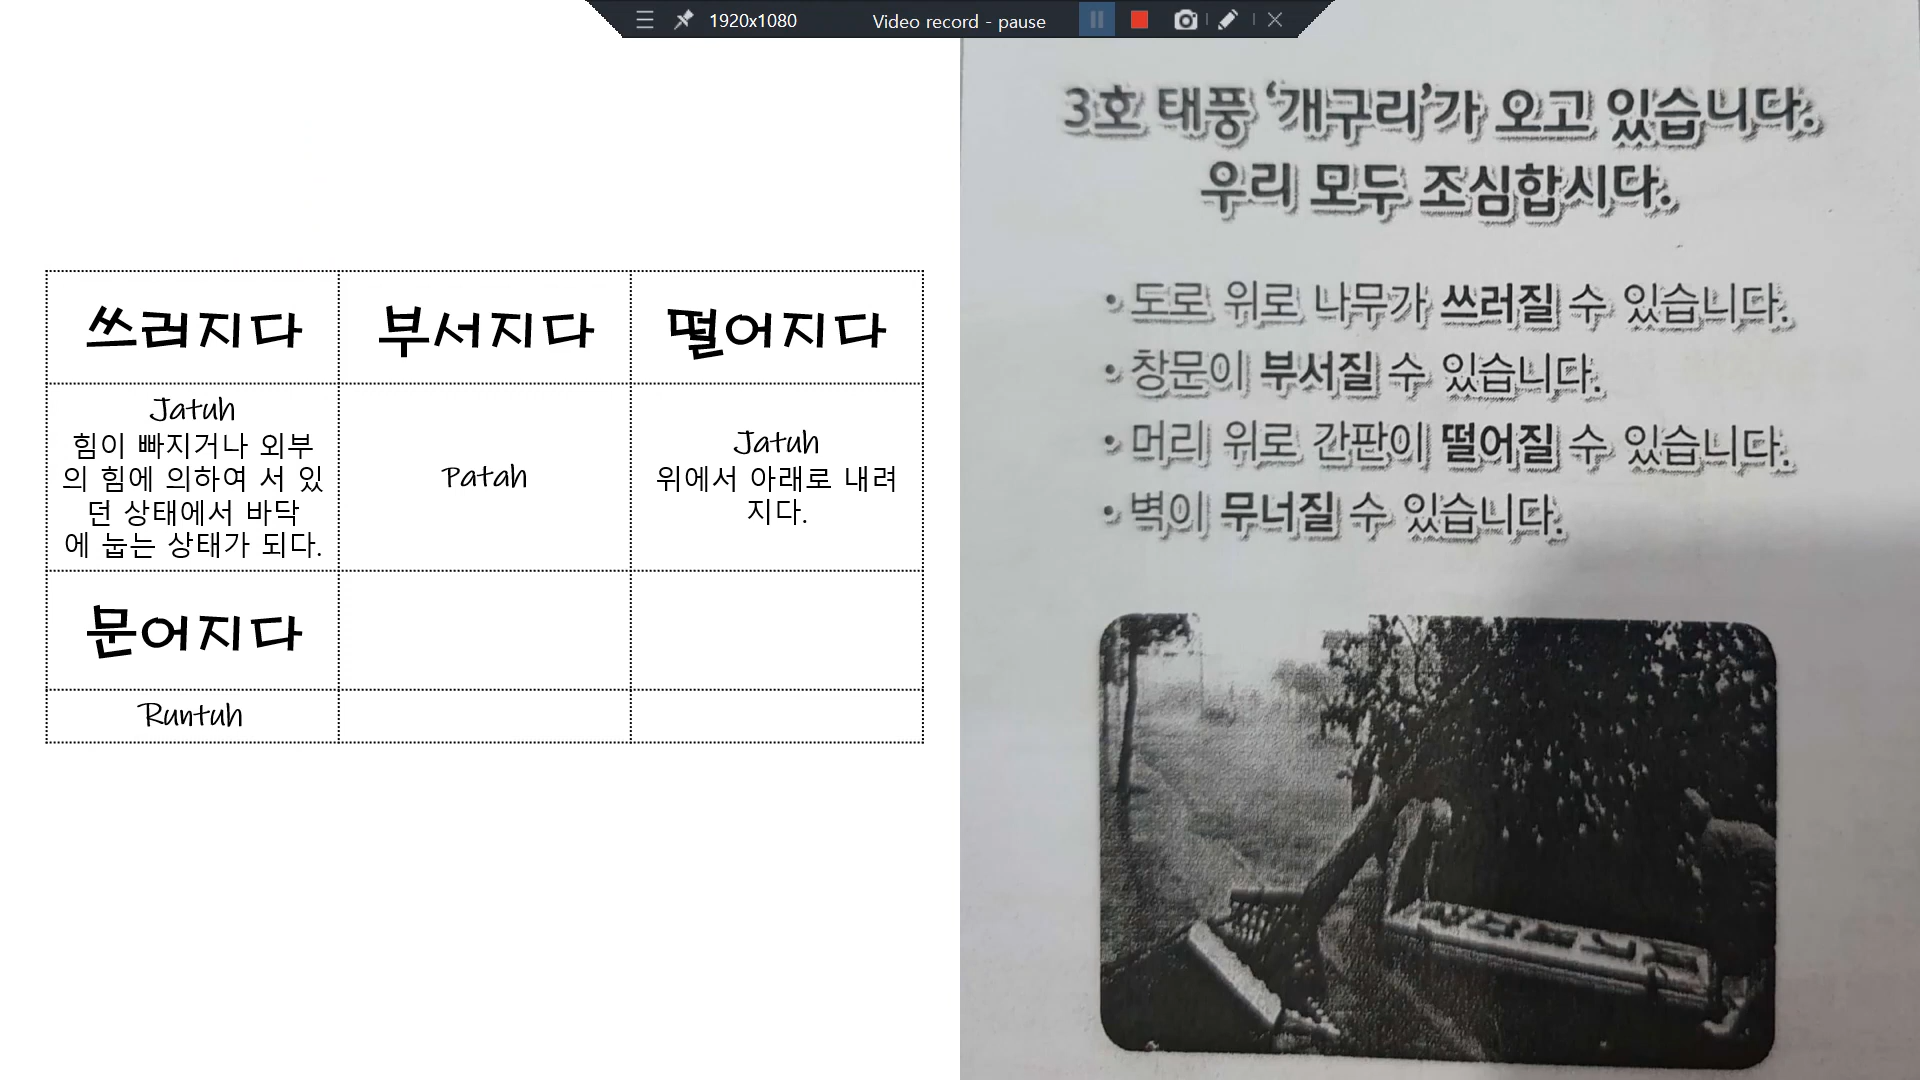 1920x1080 Video record - pause
쓰러지다 부서지다 떨어지다
Jatuh
힘이 빠지거나 외부
의 힘에 의하여 서 있
던 상태에서 바닥
에 눕는 상태가 되다.
Patah
Jatuh
위에서 아래로 내려
지다.
문어지다
Runtuh
3호 태풍 ‘개구리’가 오고 있습니다.
우리 모두 조심합시다.
• 도로 위로 나무가 쓰러질 수 있습니다.
• 창문이 부서질 수 있습니다.
• 머리 위로 간판이 떨어질 수 있습니다.
• 벽이 무너질 수 있습니다.